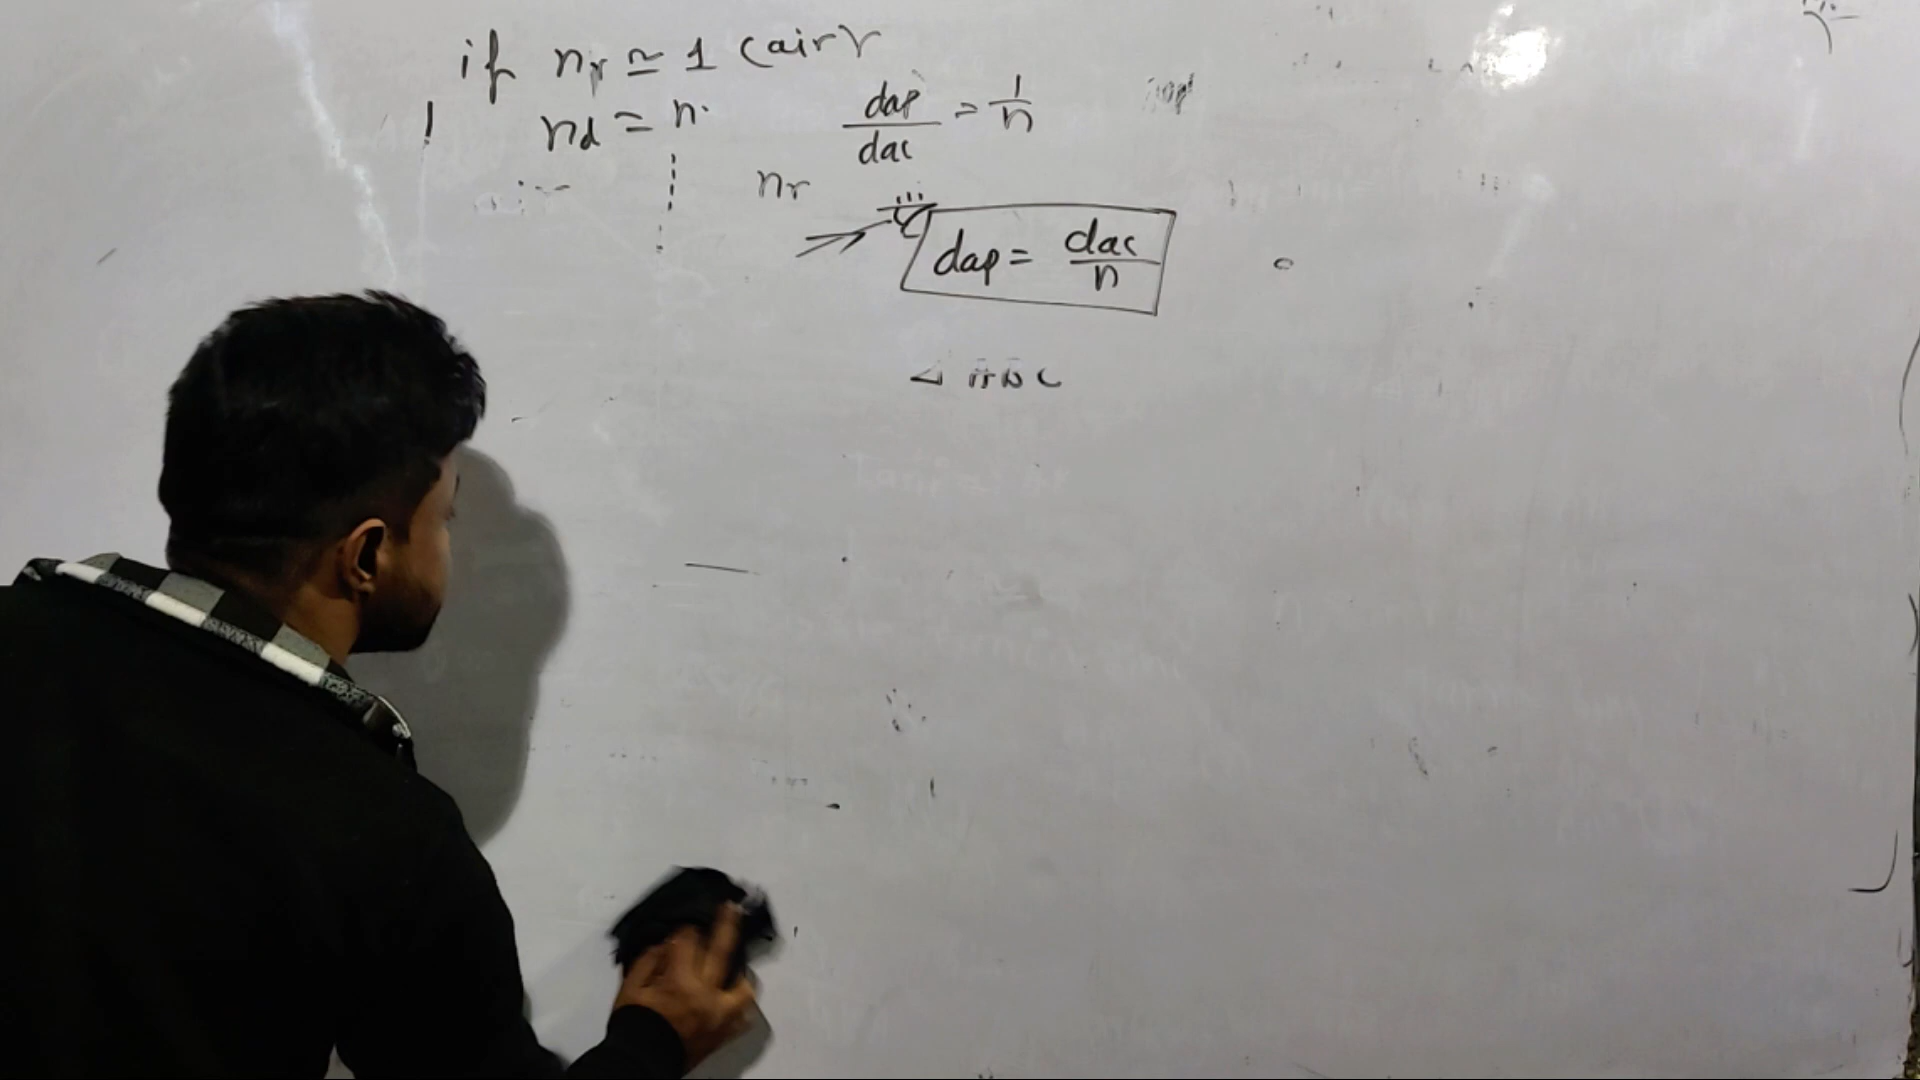 if nr ≃ 1 (air)r
nd = n. dap/dac = 1/n
nr
dap = dac/n